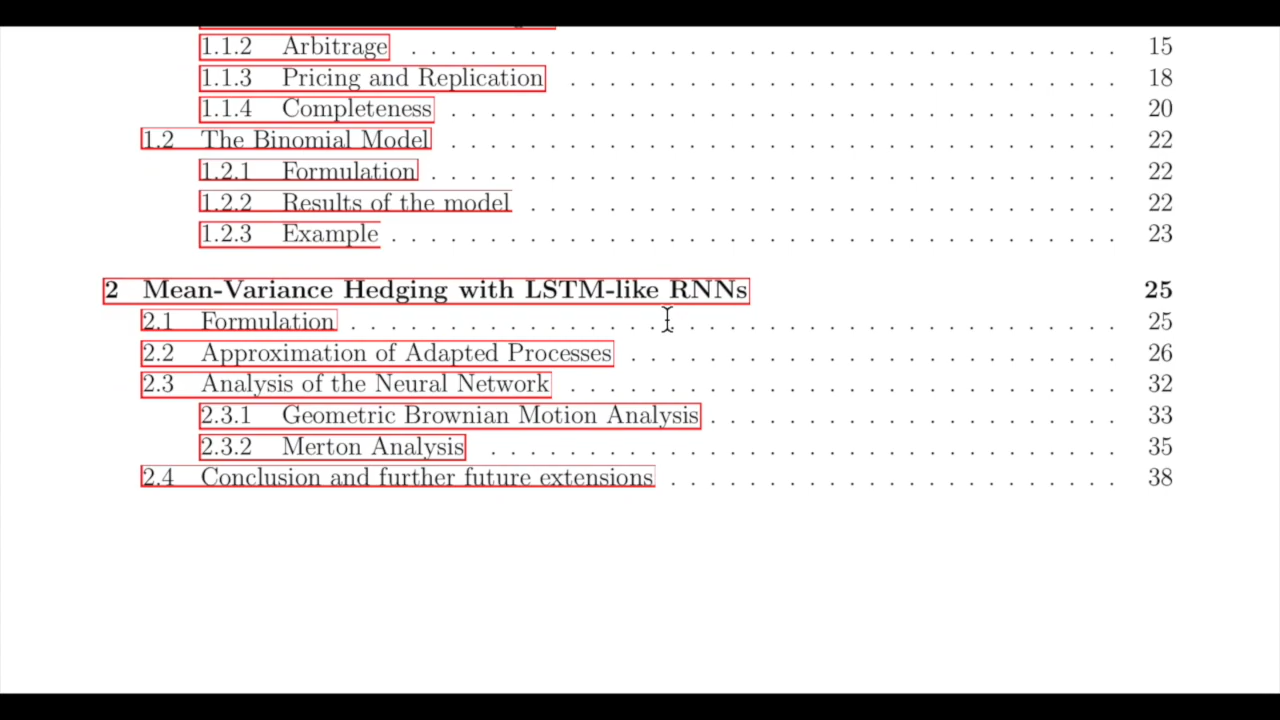 1.1.2 Arbitrage . . . . . . . . . . . . . . . . . . . . . . . . . . . . . . . . . . . . 15
1.1.3 Pricing and Replication . . . . . . . . . . . . . . . . . . . . . . . . . . . . 18
1.1.4 Completeness . . . . . . . . . . . . . . . . . . . . . . . . . . . . . . . . . . 20
1.2 The Binomial Model . . . . . . . . . . . . . . . . . . . . . . . . . . . . . . . . . . 22
1.2.1 Formulation . . . . . . . . . . . . . . . . . . . . . . . . . . . . . . . . . . . 22
1.2.2 Results of the model . . . . . . . . . . . . . . . . . . . . . . . . . . . . . . 22
1.2.3 Example . . . . . . . . . . . . . . . . . . . . . . . . . . . . . . . . . . . . . 23
2 Mean-Variance Hedging with LSTM-like RNNs 25
2.1 Formulation . . . . . . . . . . . . . . . . . . . . . . . . . . . . . . . . . . . . . . 25
2.2 Approximation of Adapted Processes . . . . . . . . . . . . . . . . . . . . . . . . . 26
2.3 Analysis of the Neural Network . . . . . . . . . . . . . . . . . . . . . . . . . . . . 32
2.3.1 Geometric Brownian Motion Analysis . . . . . . . . . . . . . . . . . . . . . 33
2.3.2 Merton Analysis . . . . . . . . . . . . . . . . . . . . . . . . . . . . . . . . 35
2.4 Conclusion and further future extensions . . . . . . . . . . . . . . . . . . . . . . . 38